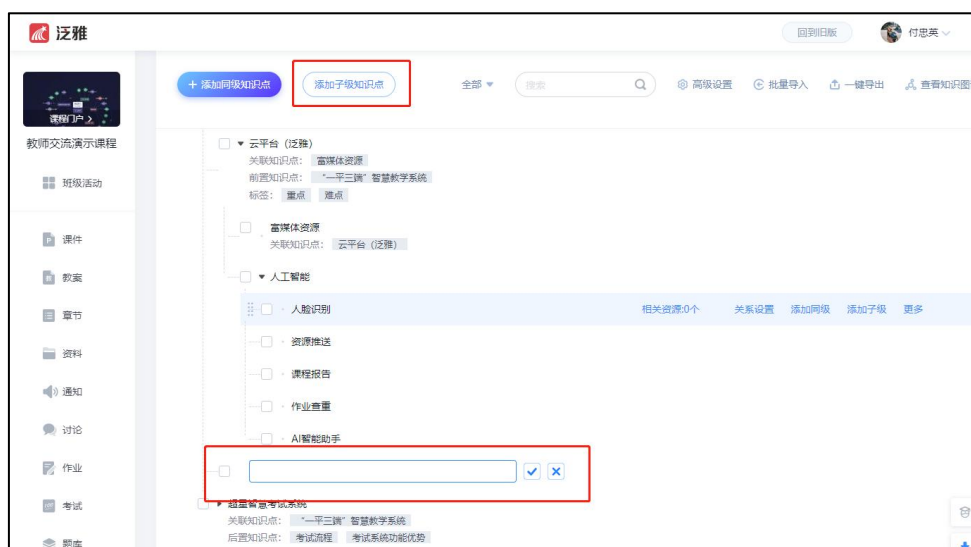 泛雅
回到旧版 付思英
课程门户
+ 添加同级知识点 添加子级知识点 全部 搜索 高级设置 批量导入 一键导出 查看知识图
教师交流演示课程
班级活动
课件
教案
章节
资料
通知
讨论
作业
考试
题库
云平台（泛雅）
关联知识点： 富媒体资源
前置知识点： “一平三端”智慧教学系统
标签： 重点 难点
富媒体资源
关联知识点： 云平台（泛雅）
人工智能
人脸识别 相关资源:0个 关系设置 添加同级 添加子级 更多
资源推送
课程报告
作业查重
AI智能助手
超星智慧考试系统
关联知识点： “一平三端”智慧教学系统
后置知识点： 考试流程 考试系统功能优势